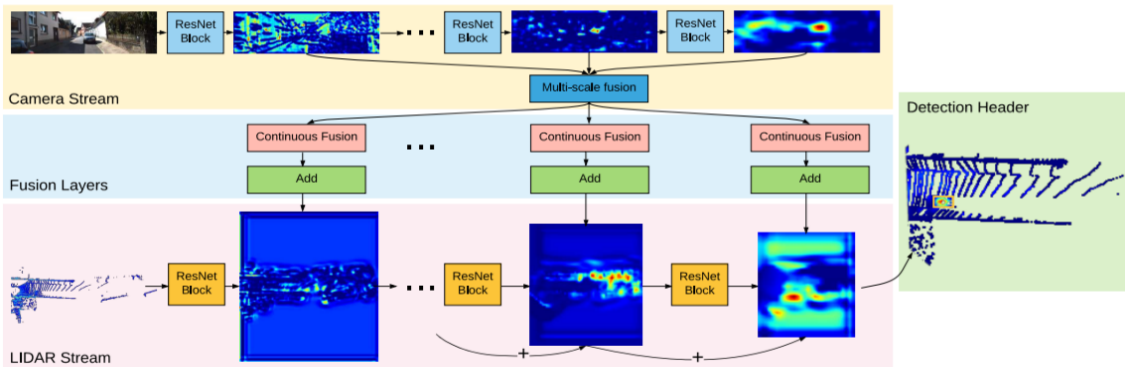 ResNet
Block
...
ResNet
Block
ResNet
Block
Multi-scale fusion
Camera Stream
Detection Header
Continuous Fusion
...
Continuous Fusion
Continuous Fusion
Add
Add
Add
Fusion Layers
ResNet
Block
...
ResNet
Block
ResNet
Block
+
+
LIDAR Stream